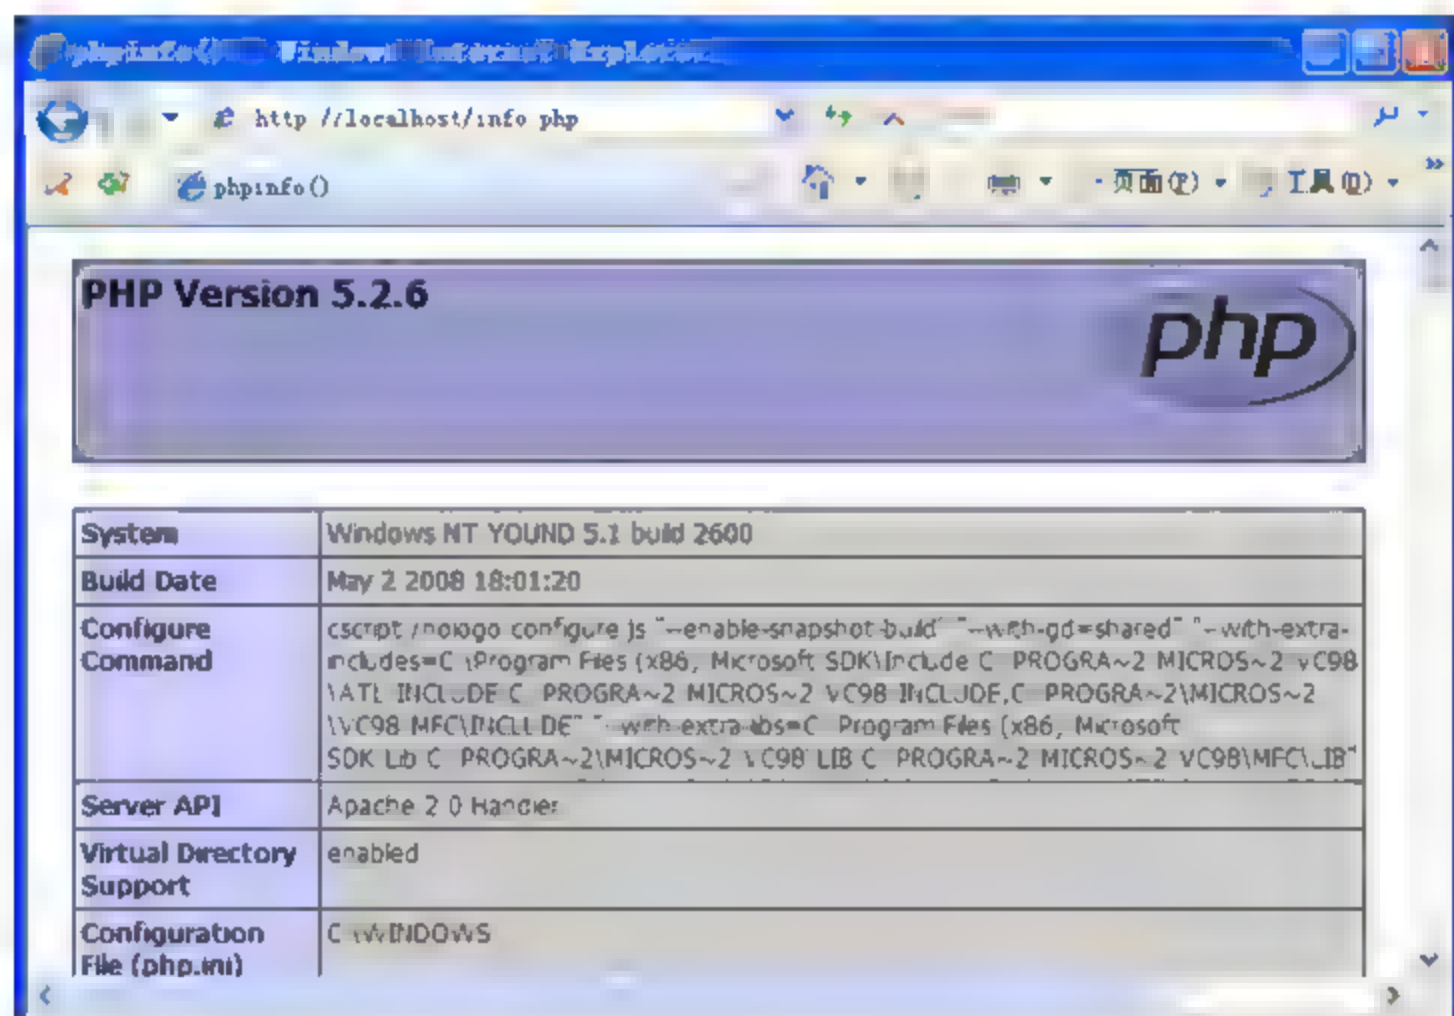 phpinfo() Windows Internet Explorer
http //localhost/info php
phpinfo() 页面(P) 工具(O)
PHP Version 5.2.6
php
System Windows NT YOUND 5.1 build 2600
Build Date May 2 2008 18:01:20
Configure cscript /nologo configure js "--enable-snapshot-build" "--with-gd=shared" "--with-extra-
Command includes=C \Program Files (x86, Microsoft SDK\Include C PROGRA~2 MICROS~2 VC98
\ATL INCLUDE C PROGRA~2 MICROS~2 VC98 INCLUDE,C PROGRA~2\MICROS~2
\VC98 MFC\INCLUDE" "--with-extra-libs=C Program Files (x86, Microsoft
SDK Lib C PROGRA~2\MICROS~2 VC98 LIB C PROGRA~2 MICROS~2 VC98\MFC\LIB"
Server API Apache 2 0 Handler
Virtual Directory enabled
Support
Configuration C \WINDOWS
File (php.ini)